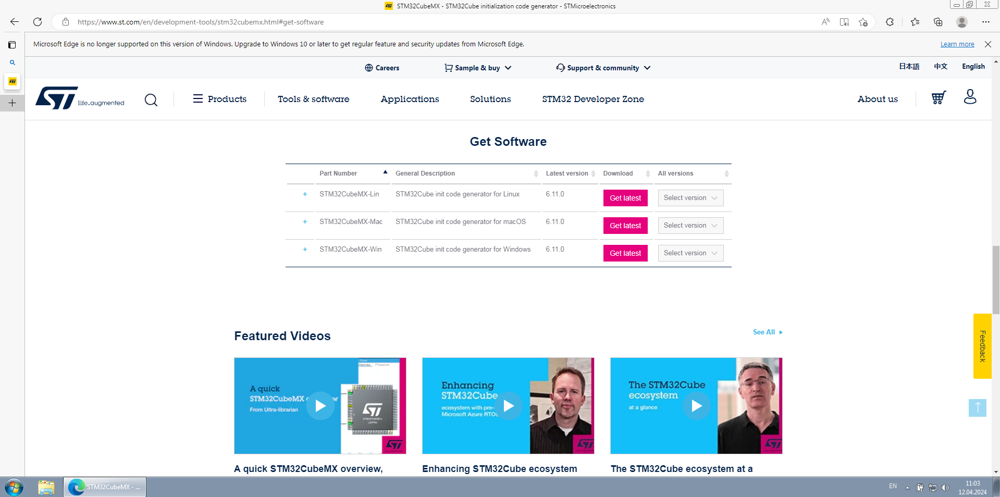 STM32CubeMX - STM32Cube initialization code generator - STMicroelectronics
https://www.st.com/en/development-tools/stm32cubemx.html#get-software
Microsoft Edge is no longer supported on this version of Windows. Upgrade to Windows 10 or later to get regular feature and security updates from Microsoft Edge.
Learn more
Careers
Sample & buy
Support & community
日本語
中文
English
ST life.augmented
Products
Tools & software
Applications
Solutions
STM32 Developer Zone
About us
Get Software
Part Number General Description Latest version Download All versions
+ STM32CubeMX-Lin STM32Cube init code generator for Linux 6.11.0 Get latest Select version
+ STM32CubeMX-Mac STM32Cube init code generator for macOS 6.11.0 Get latest Select version
+ STM32CubeMX-Win STM32Cube init code generator for Windows 6.11.0 Get latest Select version
Feedback
Featured Videos
See All
A quick
STM32CubeMX
From Ultra-librarian
ST
ST
Enhancing
STM32Cube
ecosystem with pre-
Microsoft Azure RTOS
ST
The STM32Cube
ecosystem
at a glance
ST
A quick STM32CubeMX overview,
Enhancing STM32Cube ecosystem
The STM32Cube ecosystem at a
STM32CubeMX - ...
EN
11:03
12.04.2024